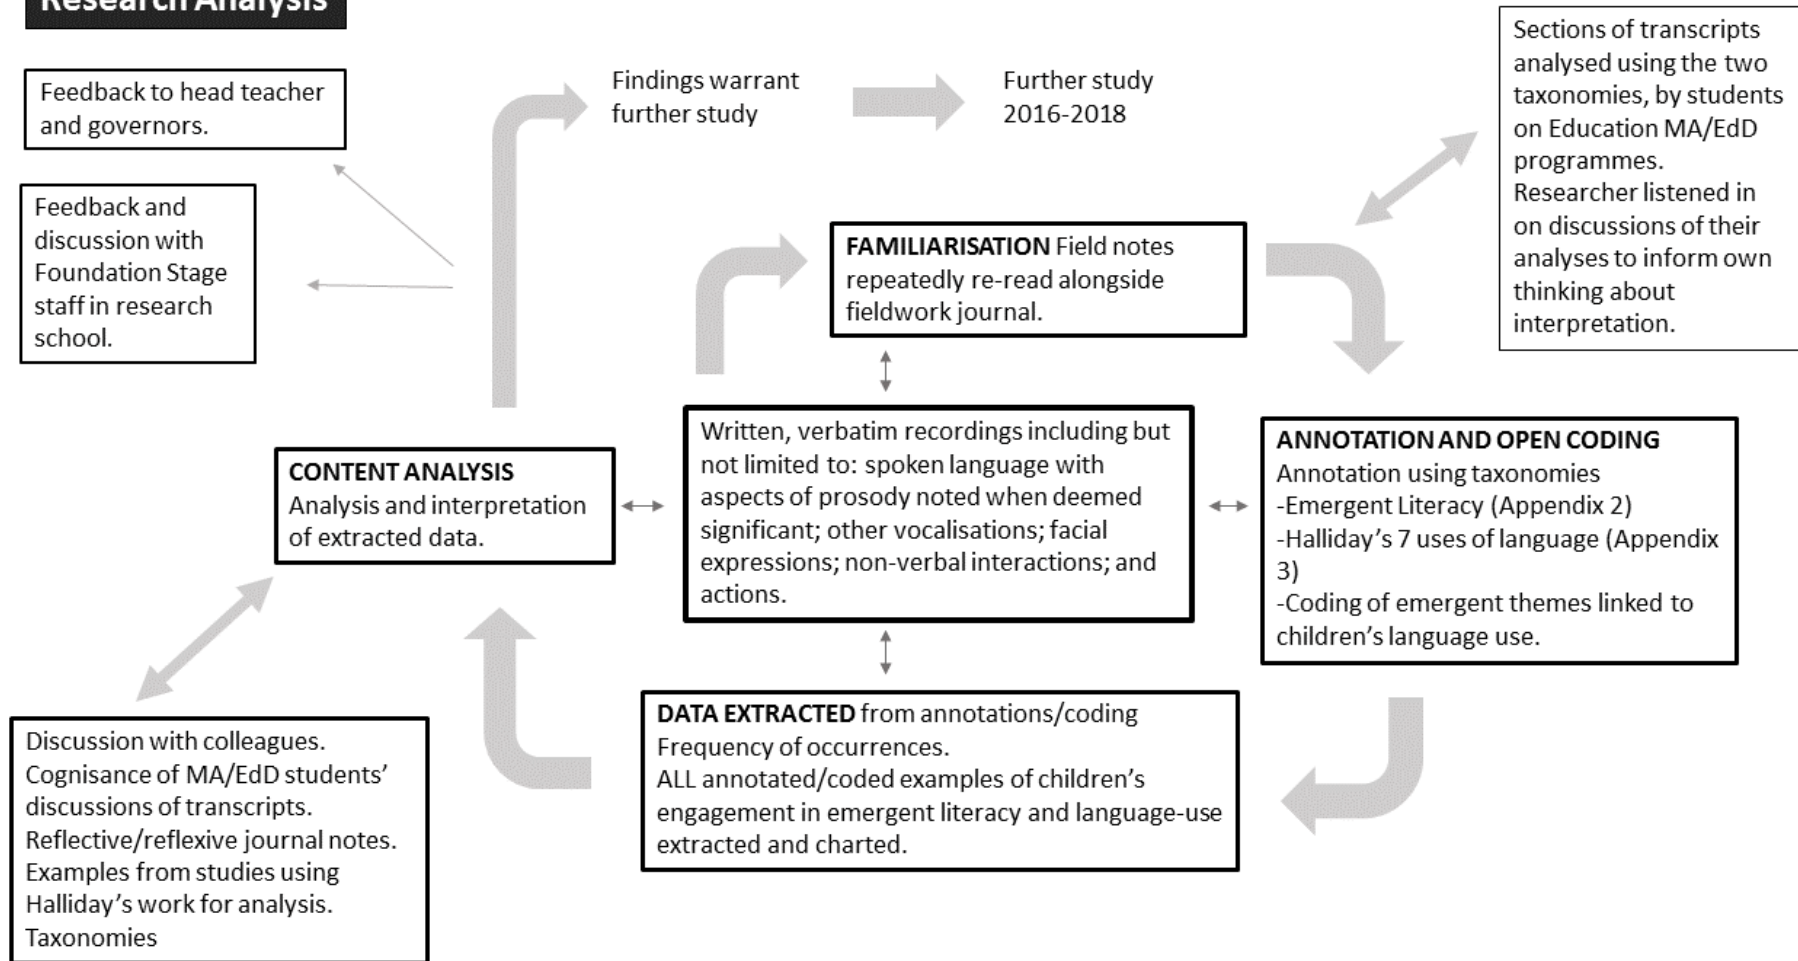 Research Analysis
Feedback to head teacher
and governors.
Feedback and
discussion with
Foundation Stage
staff in research
school.
Findings warrant
further study
Further study
2016-2018
Sections of transcripts
analysed using the two
taxonomies, by students
on Education MA/EdD
programmes.
Researcher listened in
on discussions of their
analyses to inform own
thinking about
interpretation.
FAMILIARISATION Field notes
repeatedly re-read alongside
fieldwork journal.
CONTENT ANALYSIS
Analysis and interpretation
of extracted data.
Written, verbatim recordings including but
not limited to: spoken language with
aspects of prosody noted when deemed
significant; other vocalisations; facial
expressions; non-verbal interactions; and
actions.
ANNOTATION AND OPEN CODING
Annotation using taxonomies
-Emergent Literacy (Appendix 2)
-Halliday’s 7 uses of language (Appendix
3)
-Coding of emergent themes linked to
children’s language use.
DATA EXTRACTED from annotations/coding
Frequency of occurrences.
ALL annotated/coded examples of children’s
engagement in emergent literacy and language-use
extracted and charted.
Discussion with colleagues.
Cognisance of MA/EdD students’
discussions of transcripts.
Reflective/reflexive journal notes.
Examples from studies using
Halliday’s work for analysis.
Taxonomies